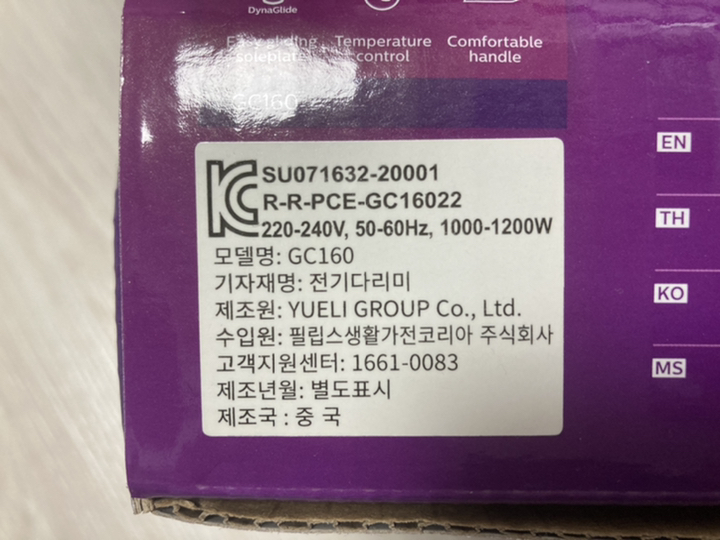 DynaGlide
Easy gliding soleplate
Temperature control
Comfortable handle
GC160
KC SU071632-20001
R-R-PCE-GC16022
220-240V, 50-60Hz, 1000-1200W
모델명: GC160
기자재명: 전기다리미
제조원: YUELI GROUP Co., Ltd.
수입원: 필립스생활가전코리아 주식회사
고객지원센터: 1661-0083
제조년월: 별도표시
제조국 : 중 국
EN
TH
KO
MS